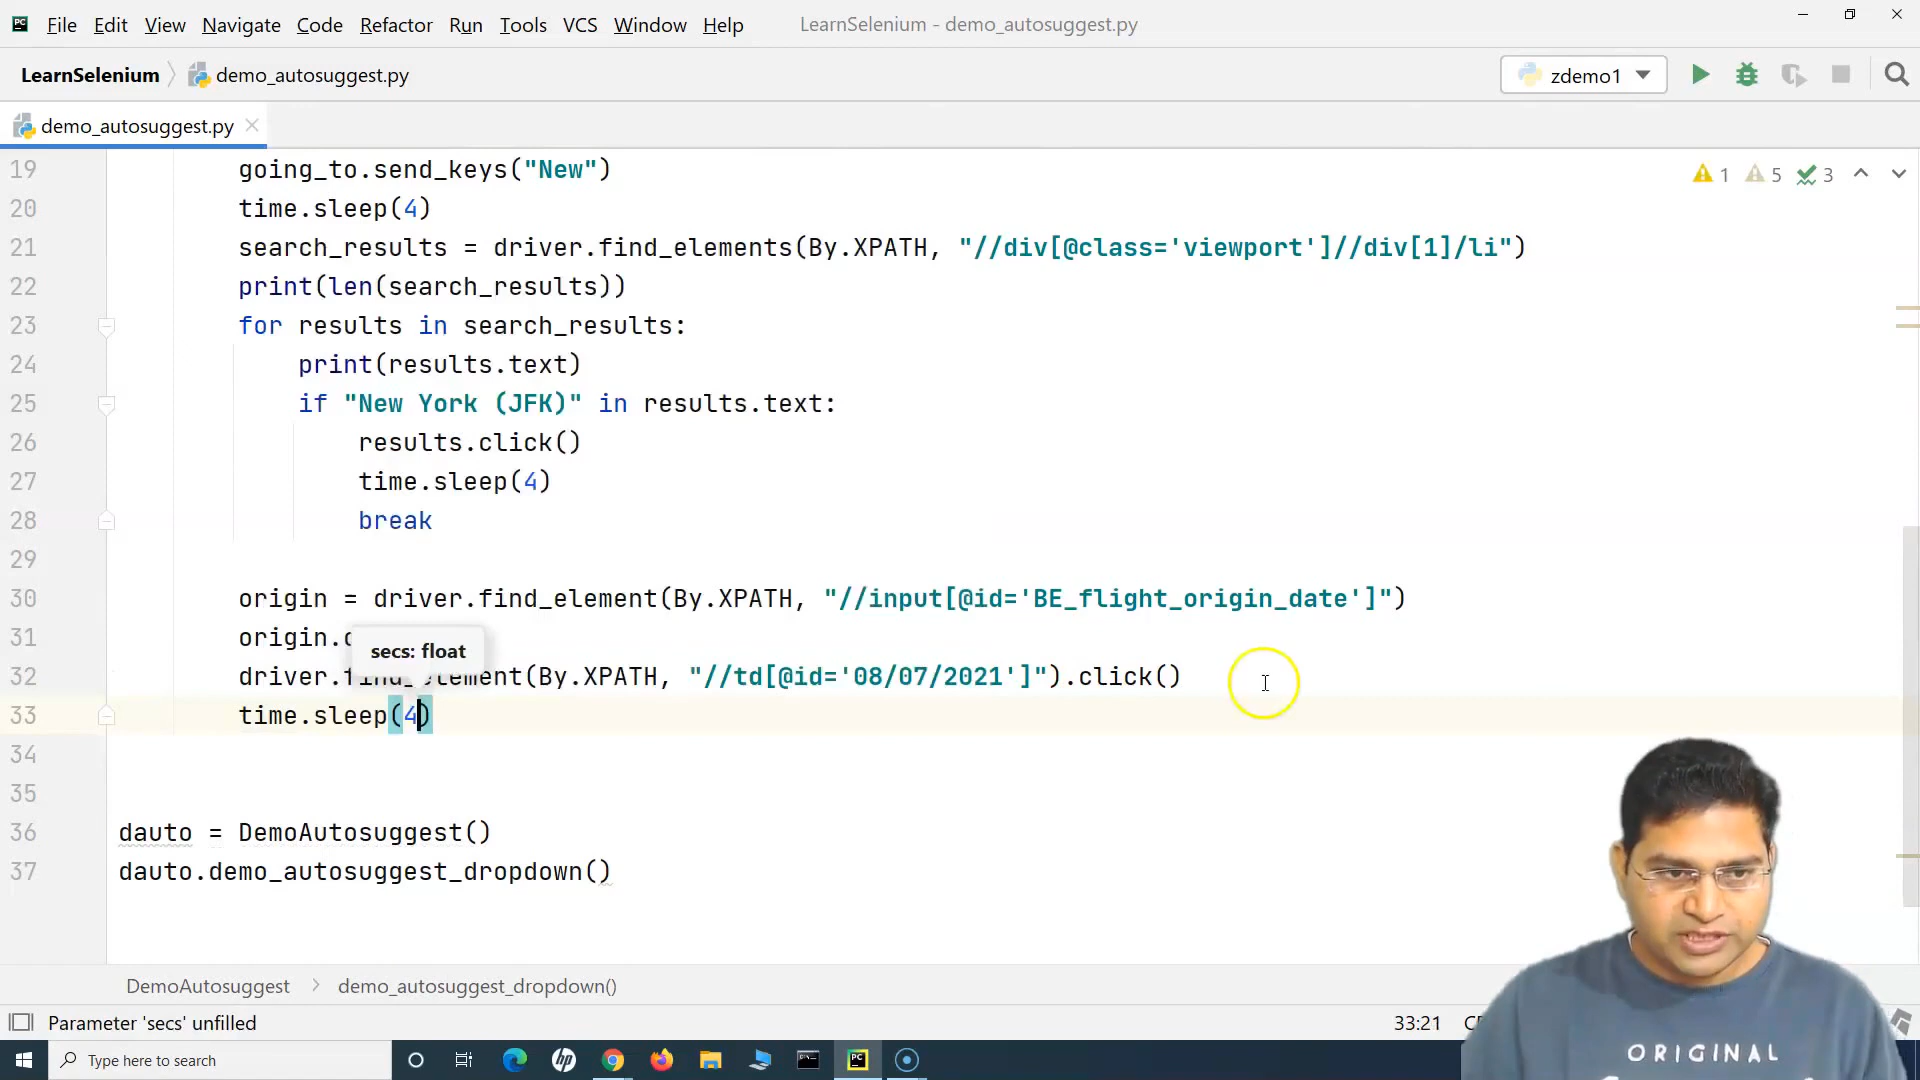 File Edit View Navigate Code Refactor Run Tools VCS Window Help LearnSelenium - demo_autosuggest.py
LearnSelenium demo_autosuggest.py zdemo1
demo_autosuggest.py
19 going_to.send_keys("New")
1 5 3
20 time.sleep(4)
21 search_results = driver.find_elements(By.XPATH, "//div[@class='viewport']//div[1]/li")
22 print(len(search_results))
23 for results in search_results:
24 print(results.text)
25 if "New York (JFK)" in results.text:
26 results.click()
27 time.sleep(4)
28 break
29
30 origin = driver.find_element(By.XPATH, "//input[@id='BE_flight_origin_date']")
31 origin.
secs: float
32 driver.find_element(By.XPATH, "//td[@id='08/07/2021']").click()
33 time.sleep(4)
34
35
36 dauto = DemoAutosuggest()
37 dauto.demo_autosuggest_dropdown()
DemoAutosuggest demo_autosuggest_dropdown()
Parameter 'secs' unfilled 33:21
Type here to search
PC
ORIGINAL